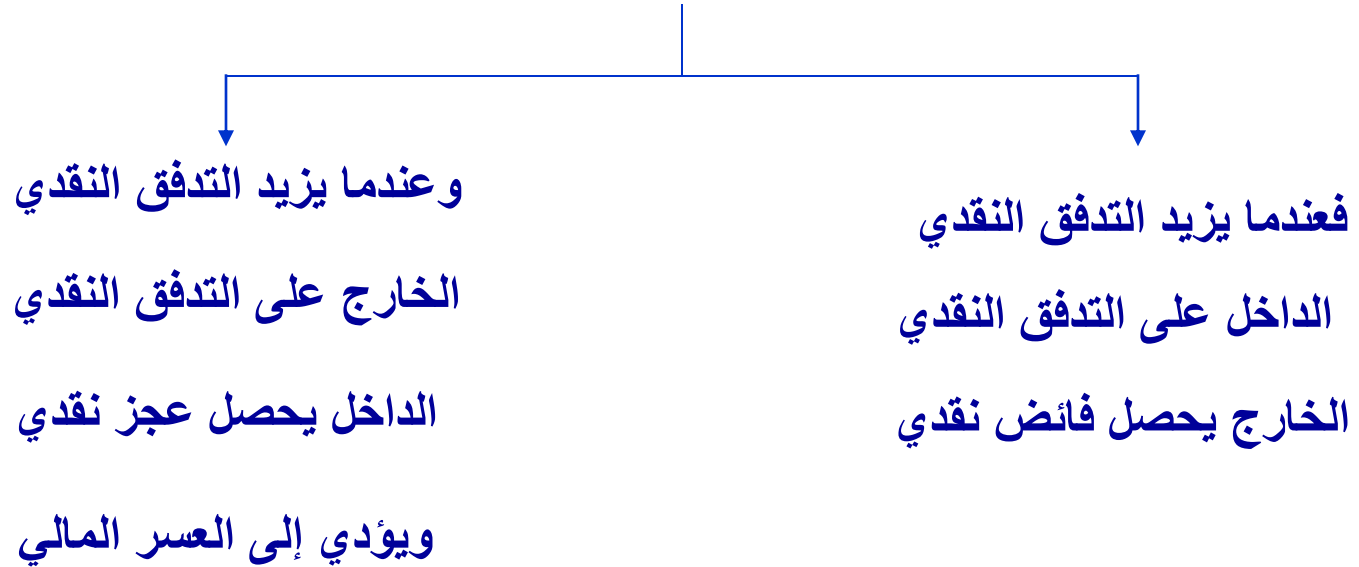 فعندما يزيد التدفق النقدي
الداخل على التدفق النقدي
الخارج يحصل فائض نقدي
وعندما يزيد التدفق النقدي
الخارج على التدفق النقدي
الداخل يحصل عجز نقدي
ويؤدي إلى العسر المالي